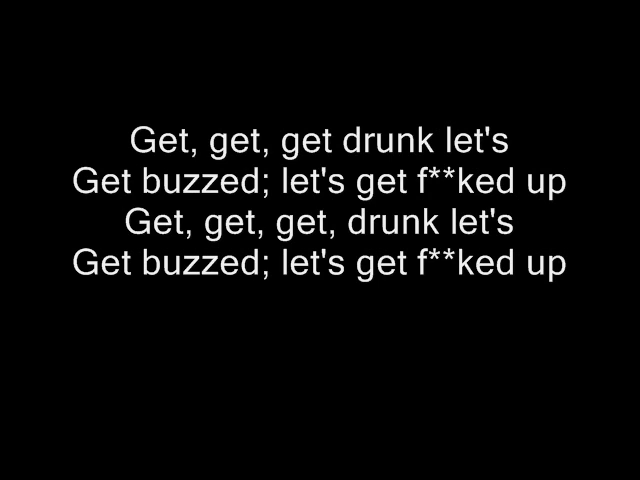 Get, get, get drunk let's
Get buzzed; let's get f**ked up
Get, get, get, drunk let's
Get buzzed; let's get f**ked up